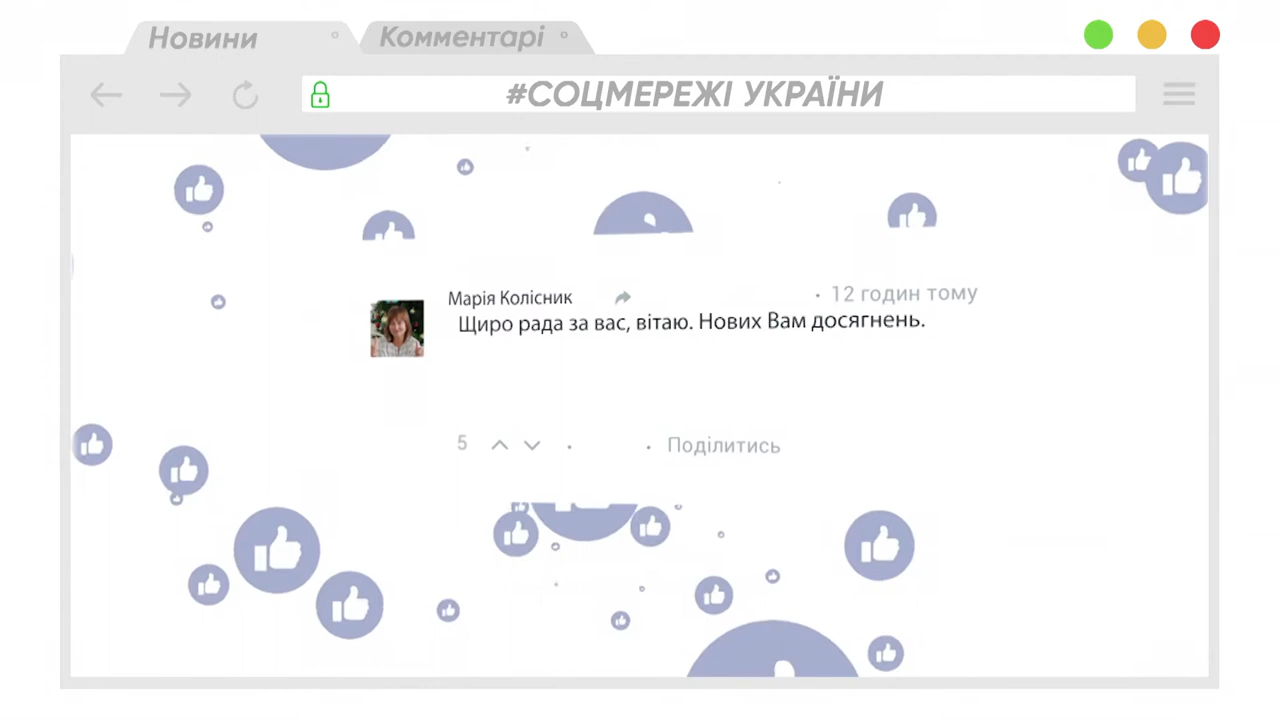 Новини
Комментарі
#СОЦМЕРЕЖІ УКРАЇНИ
Марія Колісник
· 12 годин тому
Щиро рада за вас, вітаю. Нових Вам досягнень.
5 · · Поділитись